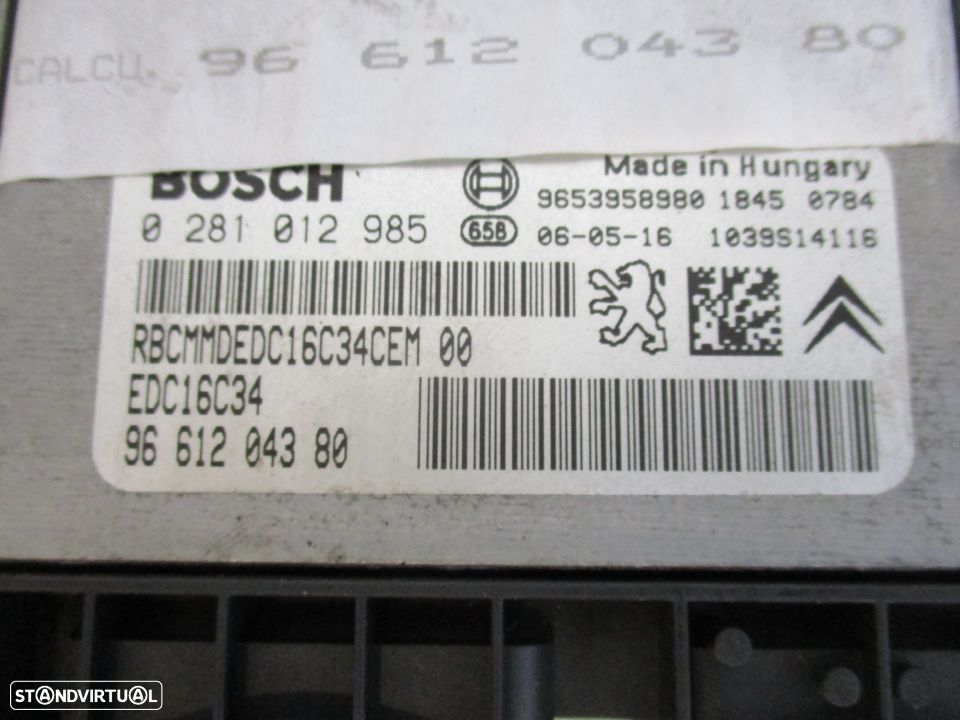 CALCU. 96 612 043 80
BOSCH
Made in Hungary
9653958980 1845 0784
0 281 012 985 658 06-05-16 1039S14116
RBCMMDEDC16C34CEM 00
EDC16C34
96 612 043 80
STANDVIRTUAL